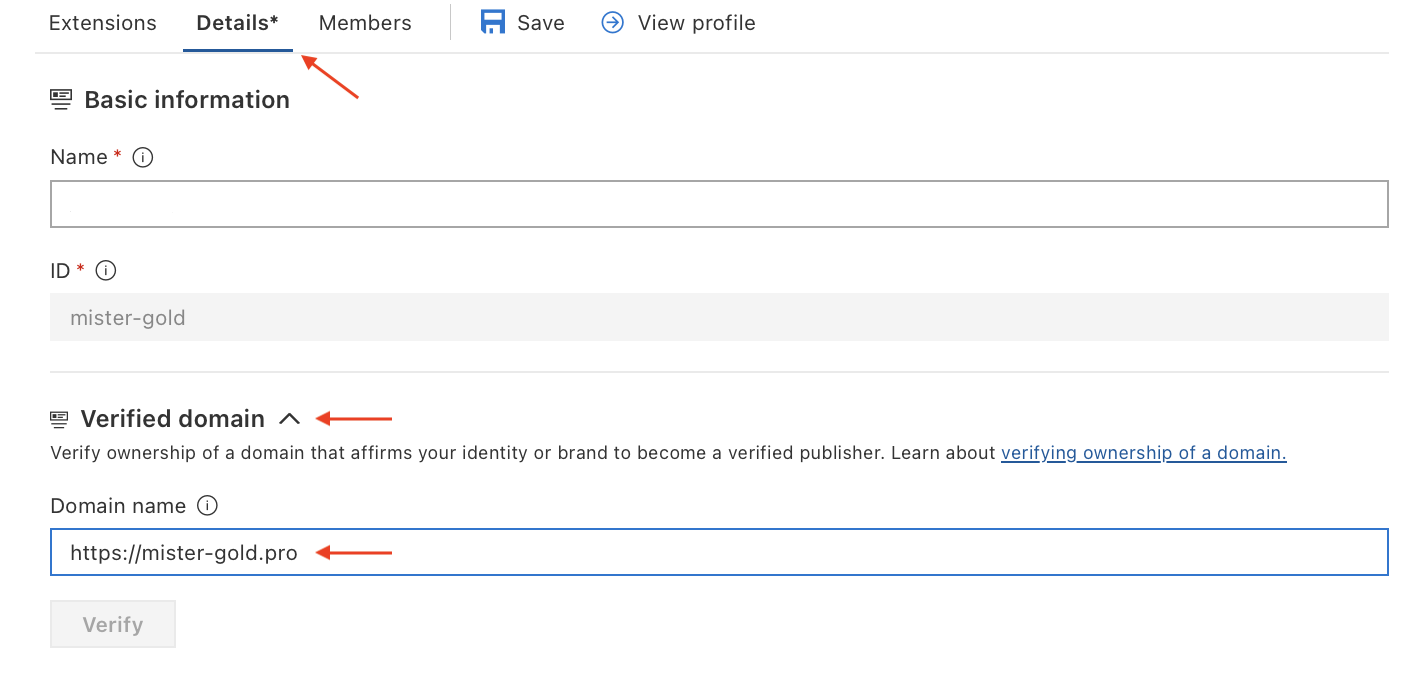 Extensions Details* Members Save View profile
Basic information
Name *
ID *
mister-gold
Verified domain
Verify ownership of a domain that affirms your identity or brand to become a verified publisher. Learn about verifying ownership of a domain.
Domain name
https://mister-gold.pro
Verify